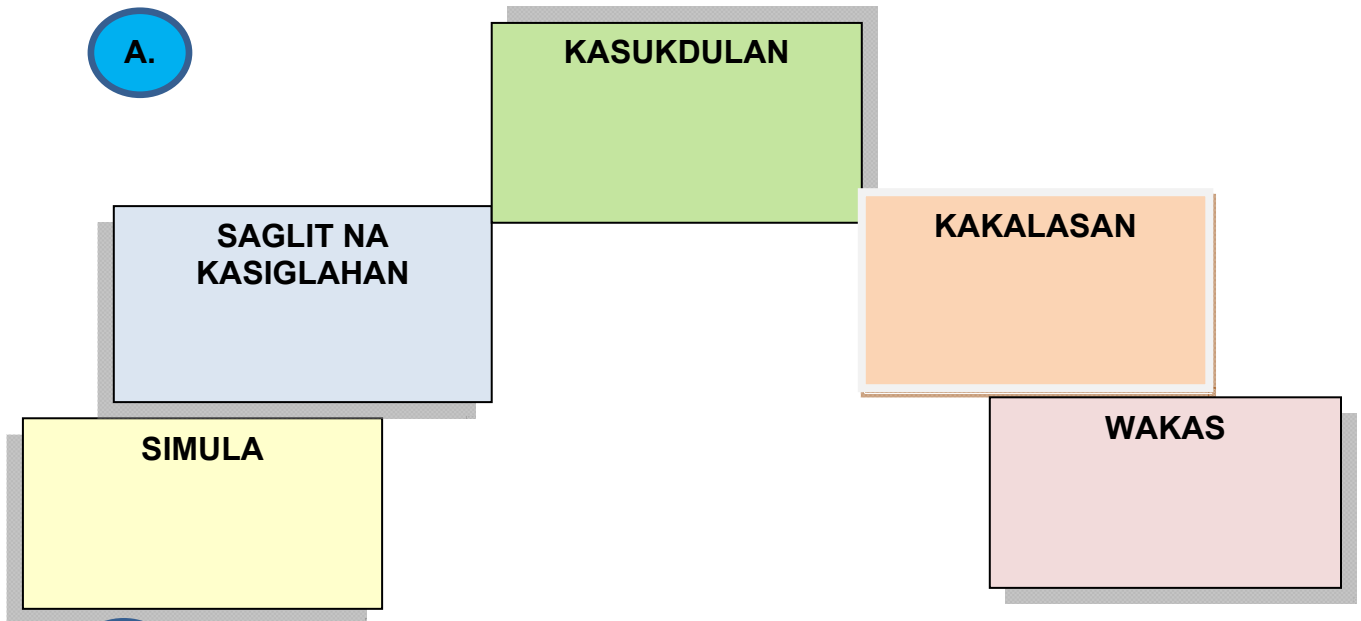 A.
KASUKDULAN
SAGLIT NA
KASIGLAHAN
KAKALASAN
SIMULA
WAKAS